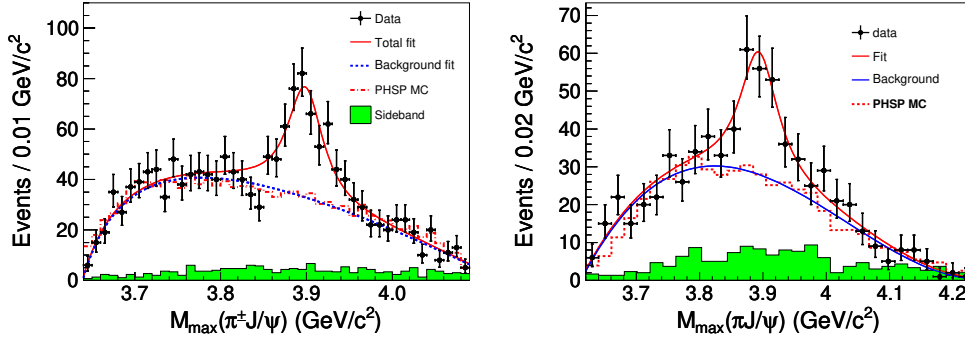 Events / 0.01 GeV/c²
100
80
60
40
20
0
3.7
3.8
3.9
4.0
M_max(π±J/ψ) (GeV/c²)
Data
Total fit
Background fit
PHSP MC
Sideband
Events / 0.02 GeV/c²
70
60
50
40
30
20
10
0
3.7
3.8
3.9
4
4.1
4.2
M_max(πJ/ψ) (GeV/c²)
data
Fit
Background
PHSP MC